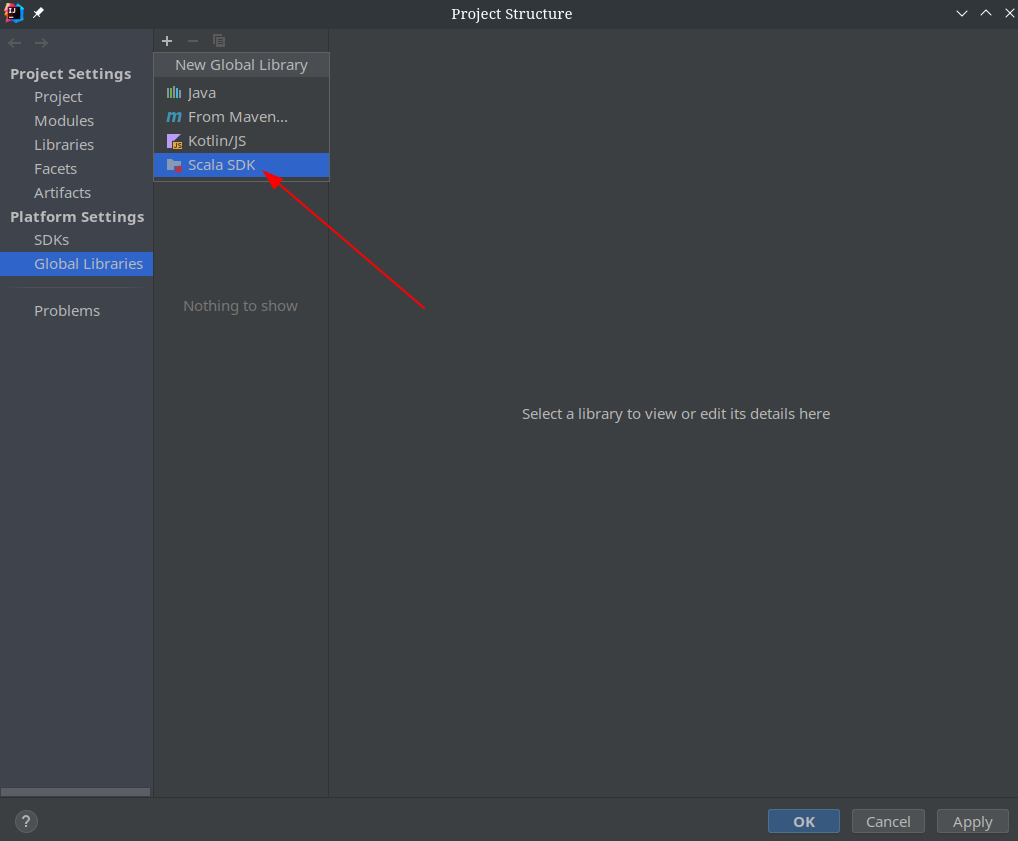 Project Structure
Project Settings
Project
Modules
Libraries
Facets
Artifacts
Platform Settings
SDKs
Global Libraries
Problems
New Global Library
Java
From Maven...
Kotlin/JS
Scala SDK
Nothing to show
Select a library to view or edit its details here
?
OK
Cancel
Apply